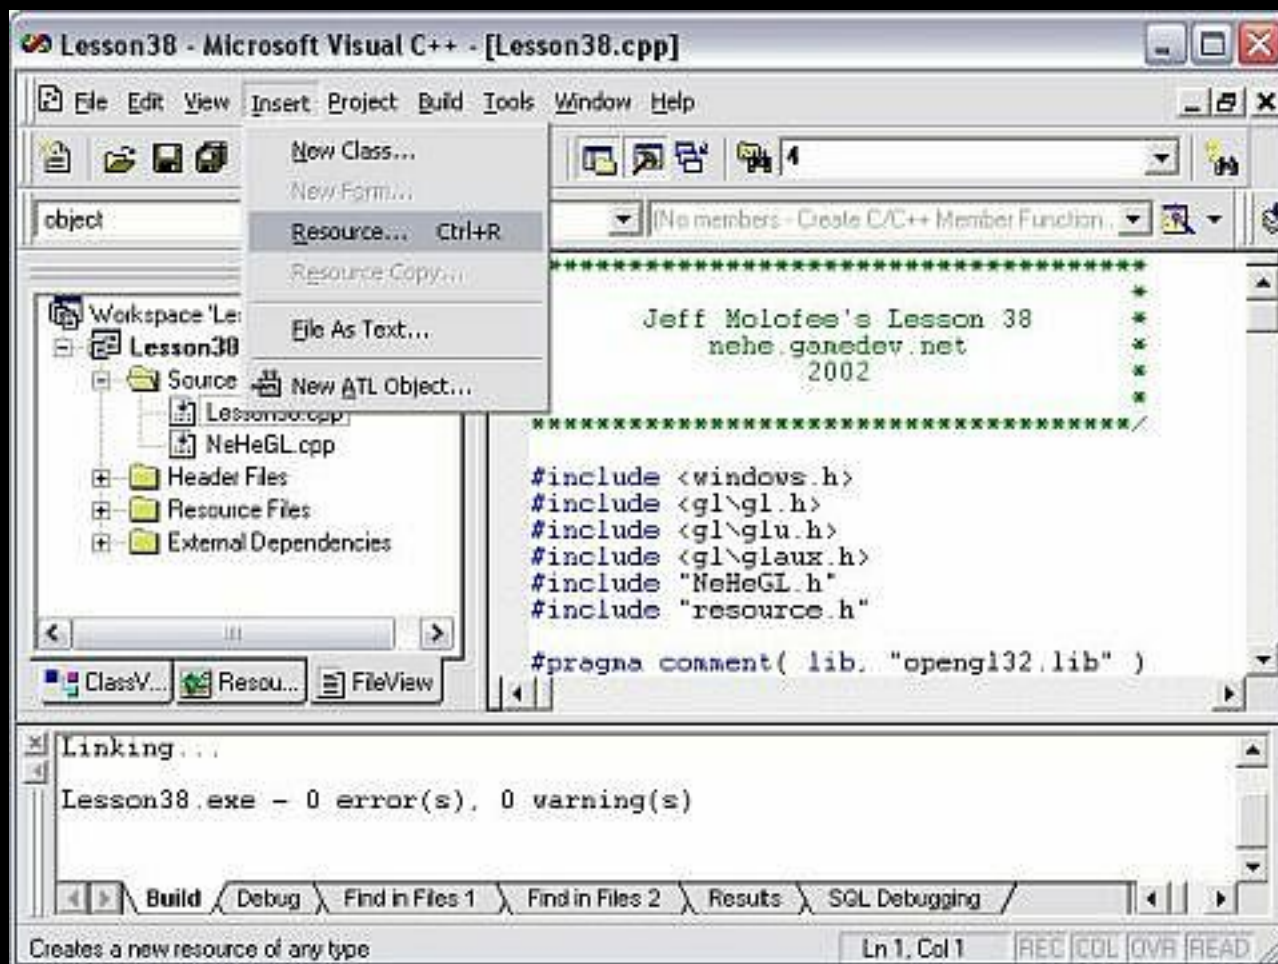 Lesson38 - Microsoft Visual C++ - [Lesson38.cpp]
File Edit View Insert Project Build Tools Window Help
New Class...
New Form...
Resource... Ctrl+R
Resource Copy...
File As Text...
New ATL Object...
4
object
(No members - Create C/C++ Member Function.
Workspace 'Le
Lesson38
Source
Lesson38.cpp
NeHeGL.cpp
Header Files
Resource Files
External Dependencies
ClassV... Resou... FileView
**************************************
*
Jeff Molofee's Lesson 38 *
nehe.gamedev.net *
2002 *
*
*************************************/
#include <windows.h>
#include <gl\gl.h>
#include <gl\glu.h>
#include <gl\glaux.h>
#include "NeHeGL.h"
#include "resource.h"
#pragma comment( lib, "opengl32.lib" )
Linking...
Lesson38.exe - 0 error(s), 0 warning(s)
Build Debug Find in Files 1 Find in Files 2 Results SQL Debugging
Creates a new resource of any type Ln 1, Col 1 REC COL OVR READ